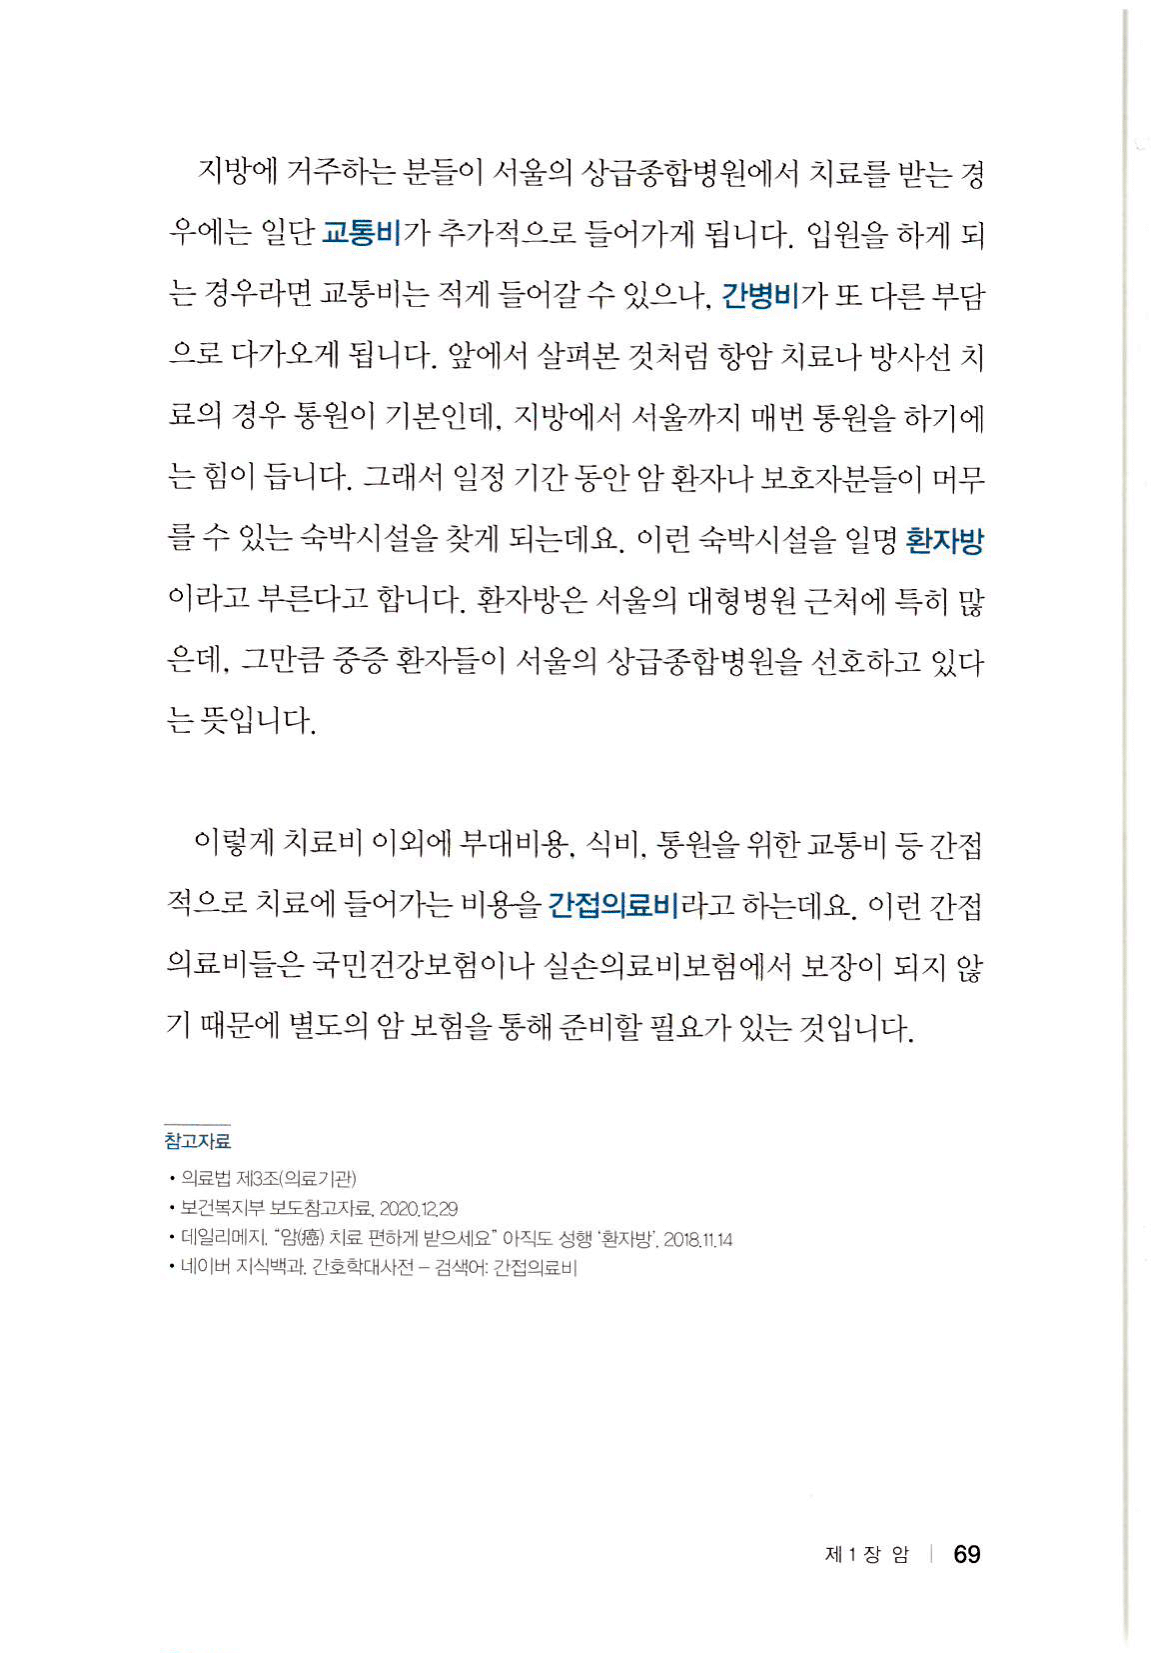 지방에 거주하는 분들이 서울의 상급종합병원에서 치료를 받는 경
우에는 일단 교통비가 추가적으로 들어가게 됩니다. 입원을 하게 되
는 경우라면 교통비는 적게 들어갈 수 있으나, 간병비가 또 다른 부담
으로 다가오게 됩니다. 앞에서 살펴본 것처럼 항암 치료나 방사선 치
료의 경우 통원이 기본인데, 지방에서 서울까지 매번 통원을 하기에
는 힘이 듭니다. 그래서 일정 기간 동안 암 환자나 보호자분들이 머무
를 수 있는 숙박시설을 찾게 되는데요. 이런 숙박시설을 일명 환자방
이라고 부른다고 합니다. 환자방은 서울의 대형병원 근처에 특히 많
은데, 그만큼 중증 환자들이 서울의 상급종합병원을 선호하고 있다
는 뜻입니다.
이렇게 치료비 이외에 부대비용, 식비, 통원을 위한 교통비 등 간접
적으로 치료에 들어가는 비용을 간접의료비라고 하는데요. 이런 간접
의료비들은 국민건강보험이나 실손의료비보험에서 보장이 되지 않
기 때문에 별도의 암 보험을 통해 준비할 필요가 있는 것입니다.
참고자료
• 의료법 제3조(의료기관)
• 보건복지부 보도참고자료, 2020.12.29
• 데일리메지, “암(癌) 치료 편하게 받으세요” 아직도 성행 ‘환자방’, 2018.11.14
• 네이버 지식백과, 간호학대사전 – 검색어: 간접의료비
제 1 장 암 | 69